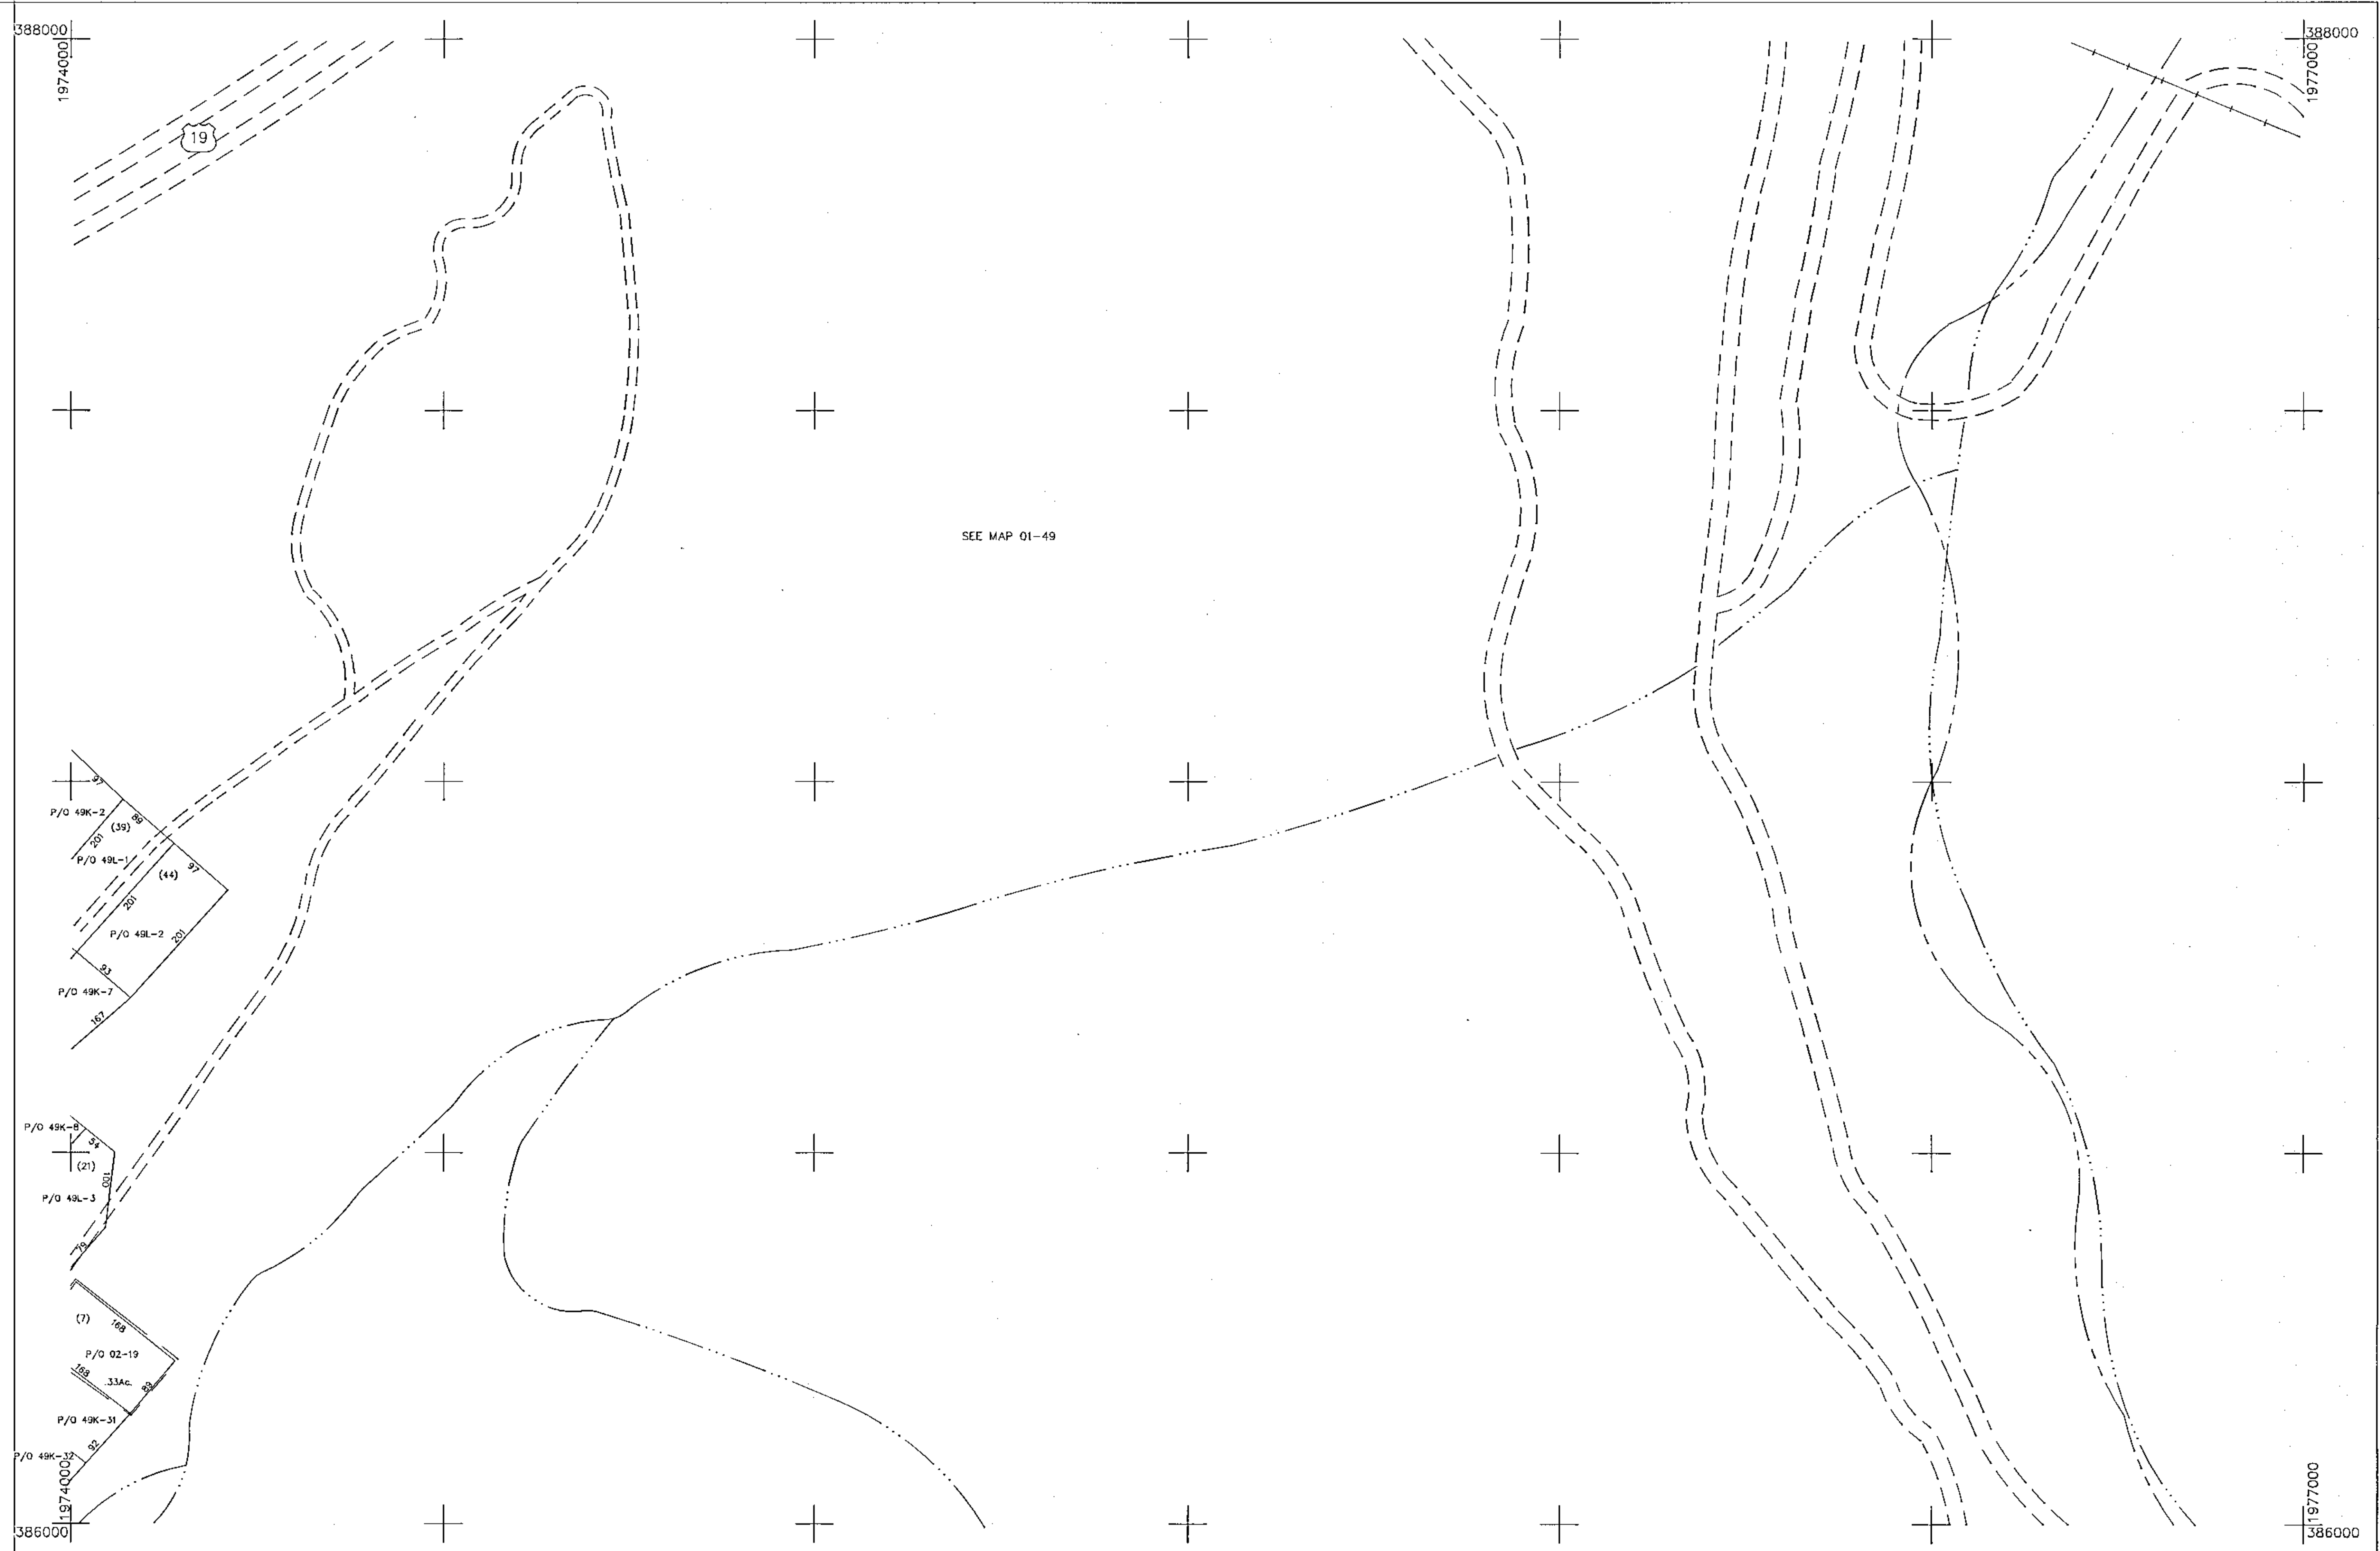 388000
388000
1974000
1977000
19
SEE MAP 01-49
97
P/O 49K-2
89
(39)
201
P/O 49L-1
97
(44)
201
P/O 49L-2
201
93
P/O 49K-7
167
P/O 49K-8
54
(21)
100
P/O 49L-3
79
(7)
168
P/O 02-19
168
.33Ac.
89
P/O 49K-31
92
P/O 49K-32
1974000
1977000
386000
386000